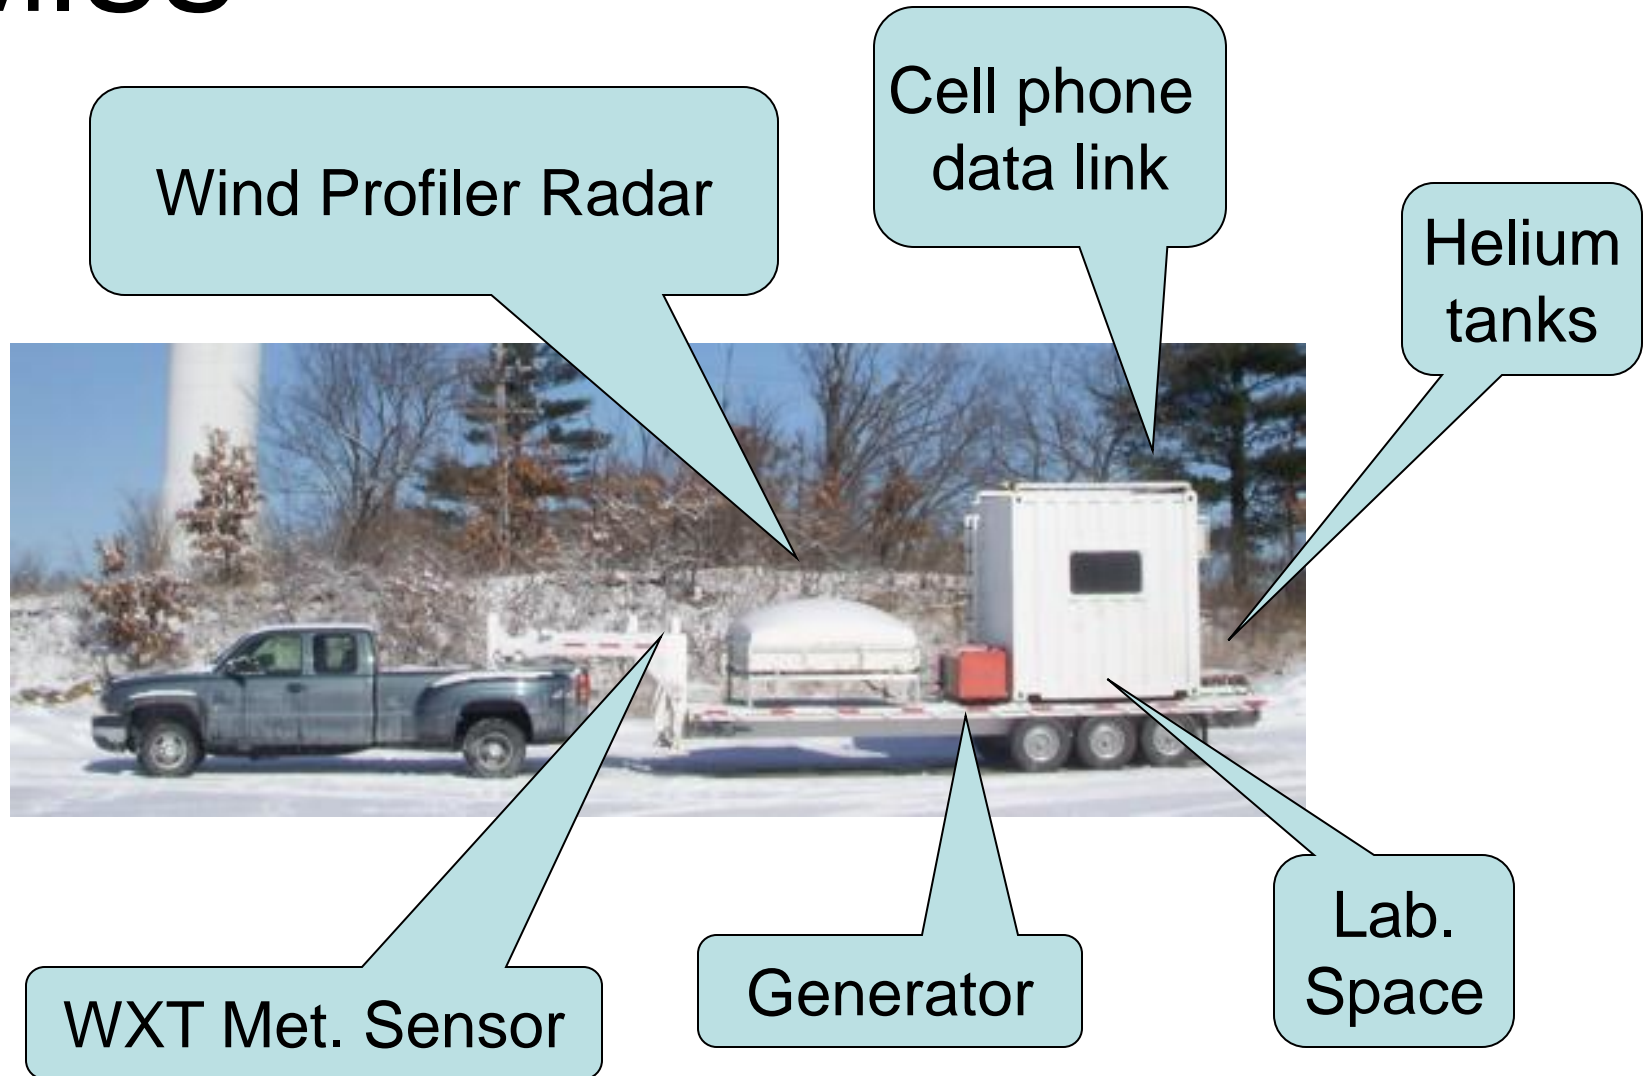 Cell phone
data link
Wind Profiler Radar
Helium
tanks
Lab.
Space
Generator
WXT Met. Sensor